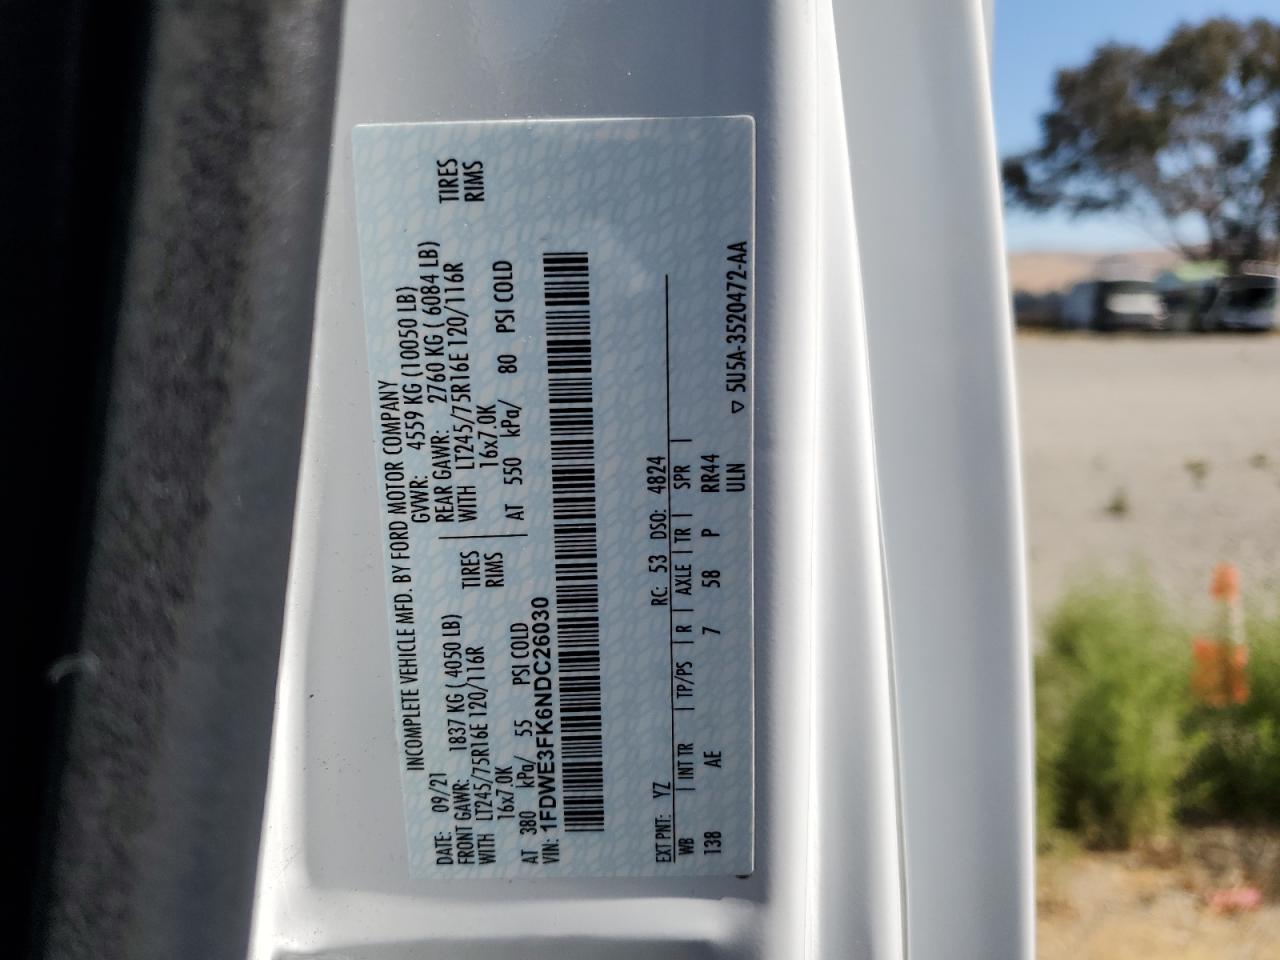 INCOMPLETE VEHICLE MFD. BY FORD MOTOR COMPANY
DATE: 09/21 GVWR: 4559 KG (10050 LB)
FRONT GAWR: 1837 KG (4050 LB) REAR GAWR: 2760 KG (6084 LB)
WITH LT245/75R16E 120/116R TIRES WITH LT245/75R16E 120/116R TIRES
16x7.0K RIMS 16x7.0K RIMS
AT 380 kPa/ 55 PSI COLD AT 550 kPa/ 80 PSI COLD
VIN: 1FDWE3FK6NDC26030
EXT PNT: YZ RC: 53 DSO: 4824
WB | INT TR | TP/PS | R | AXLE | TR | SPR |
138 AE 7 58 P RR44
ULN
▽ 5U5A-3520472-AA